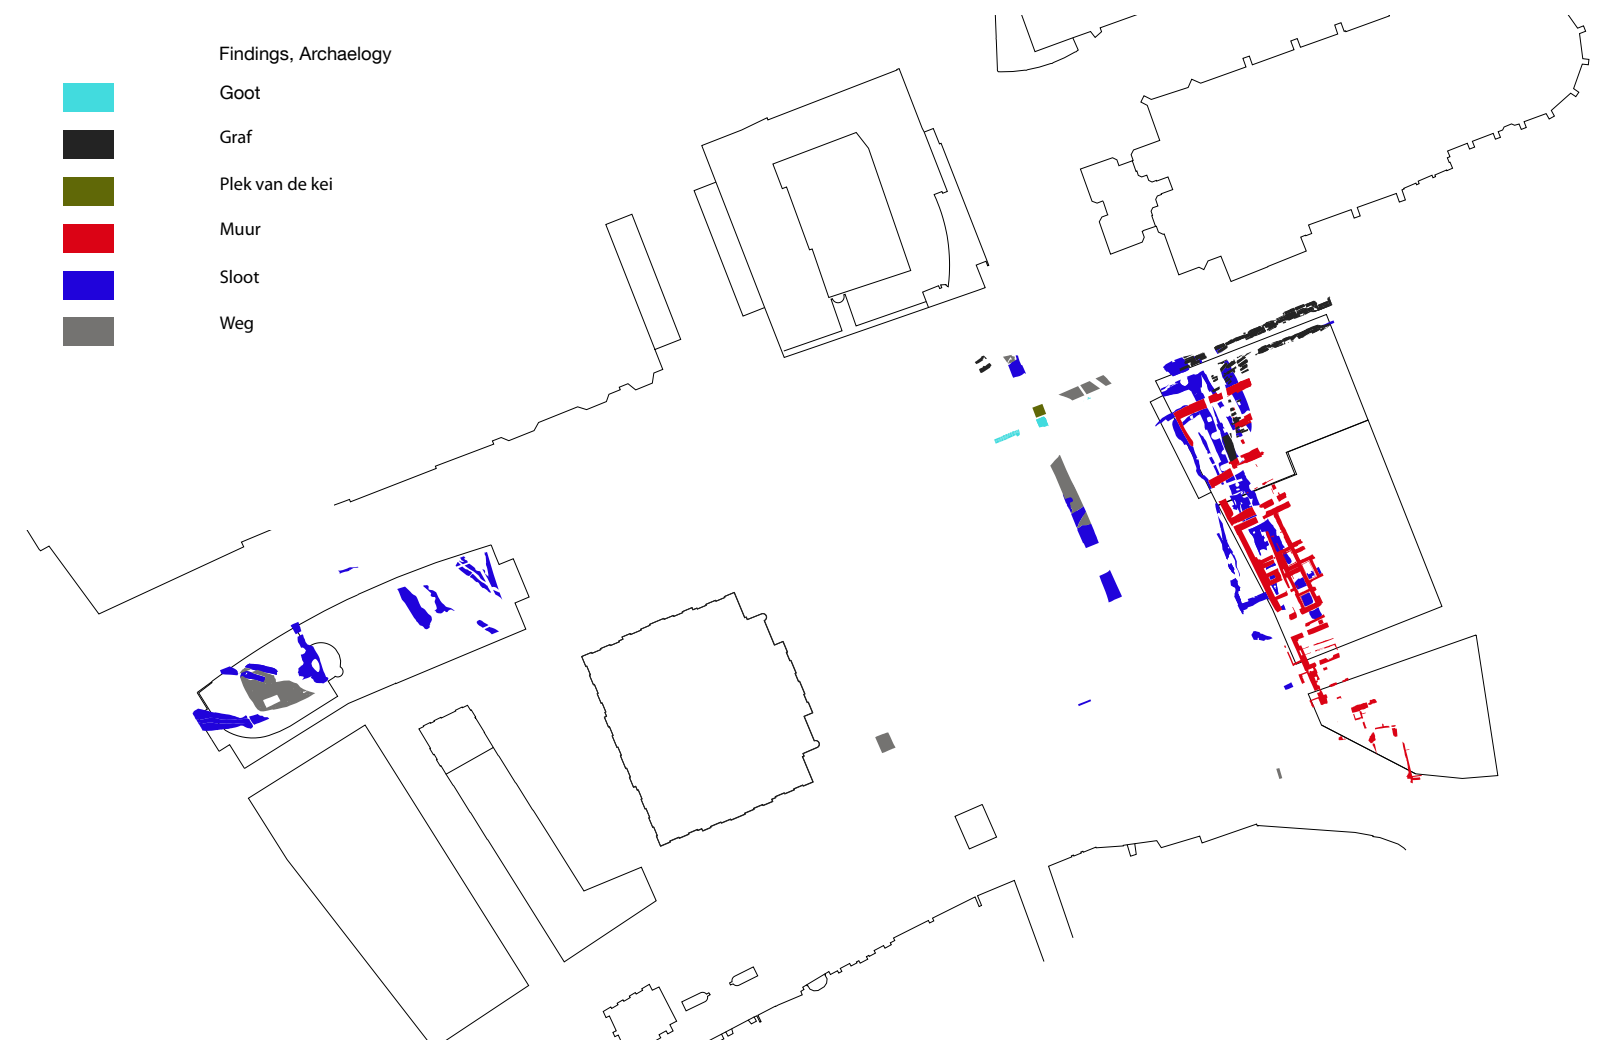 Findings, Archaelogy
Goot
Graf
Plek van de kei
Muur
Sloot
Weg